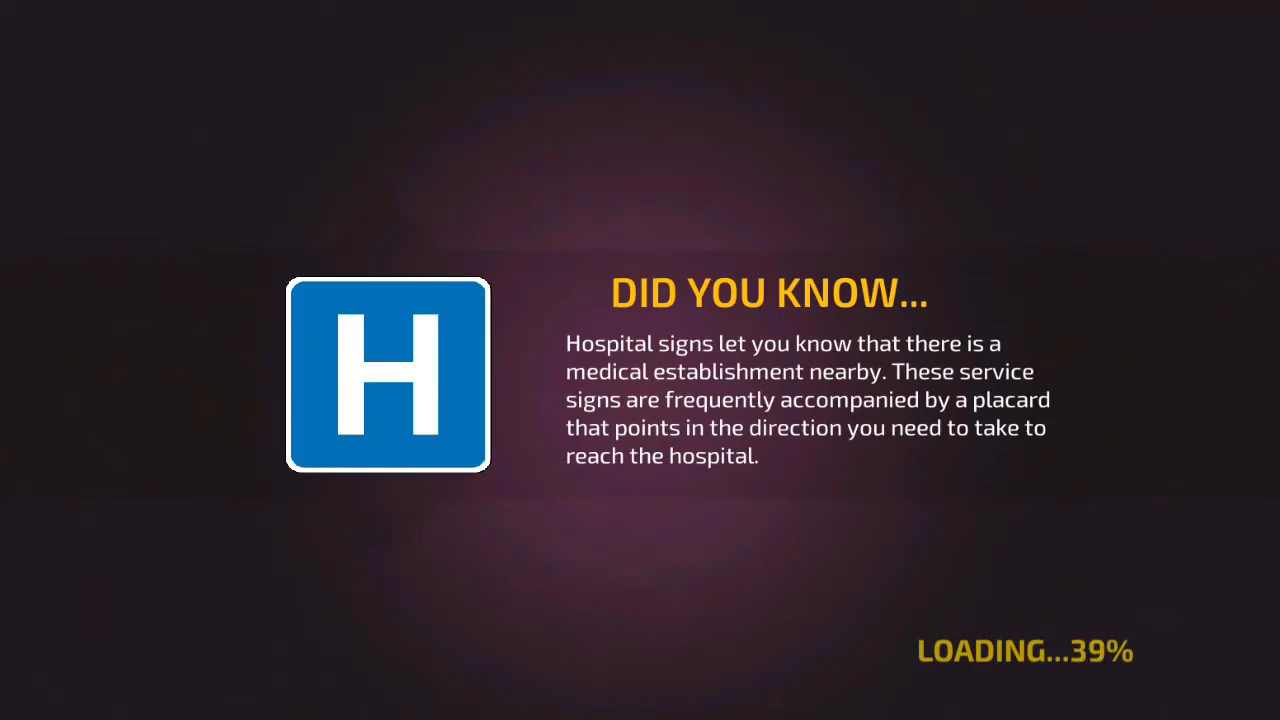 H
DID YOU KNOW...
Hospital signs let you know that there is a
medical establishment nearby. These service
signs are frequently accompanied by a placard
that points in the direction you need to take to
reach the hospital.
LOADING...39%